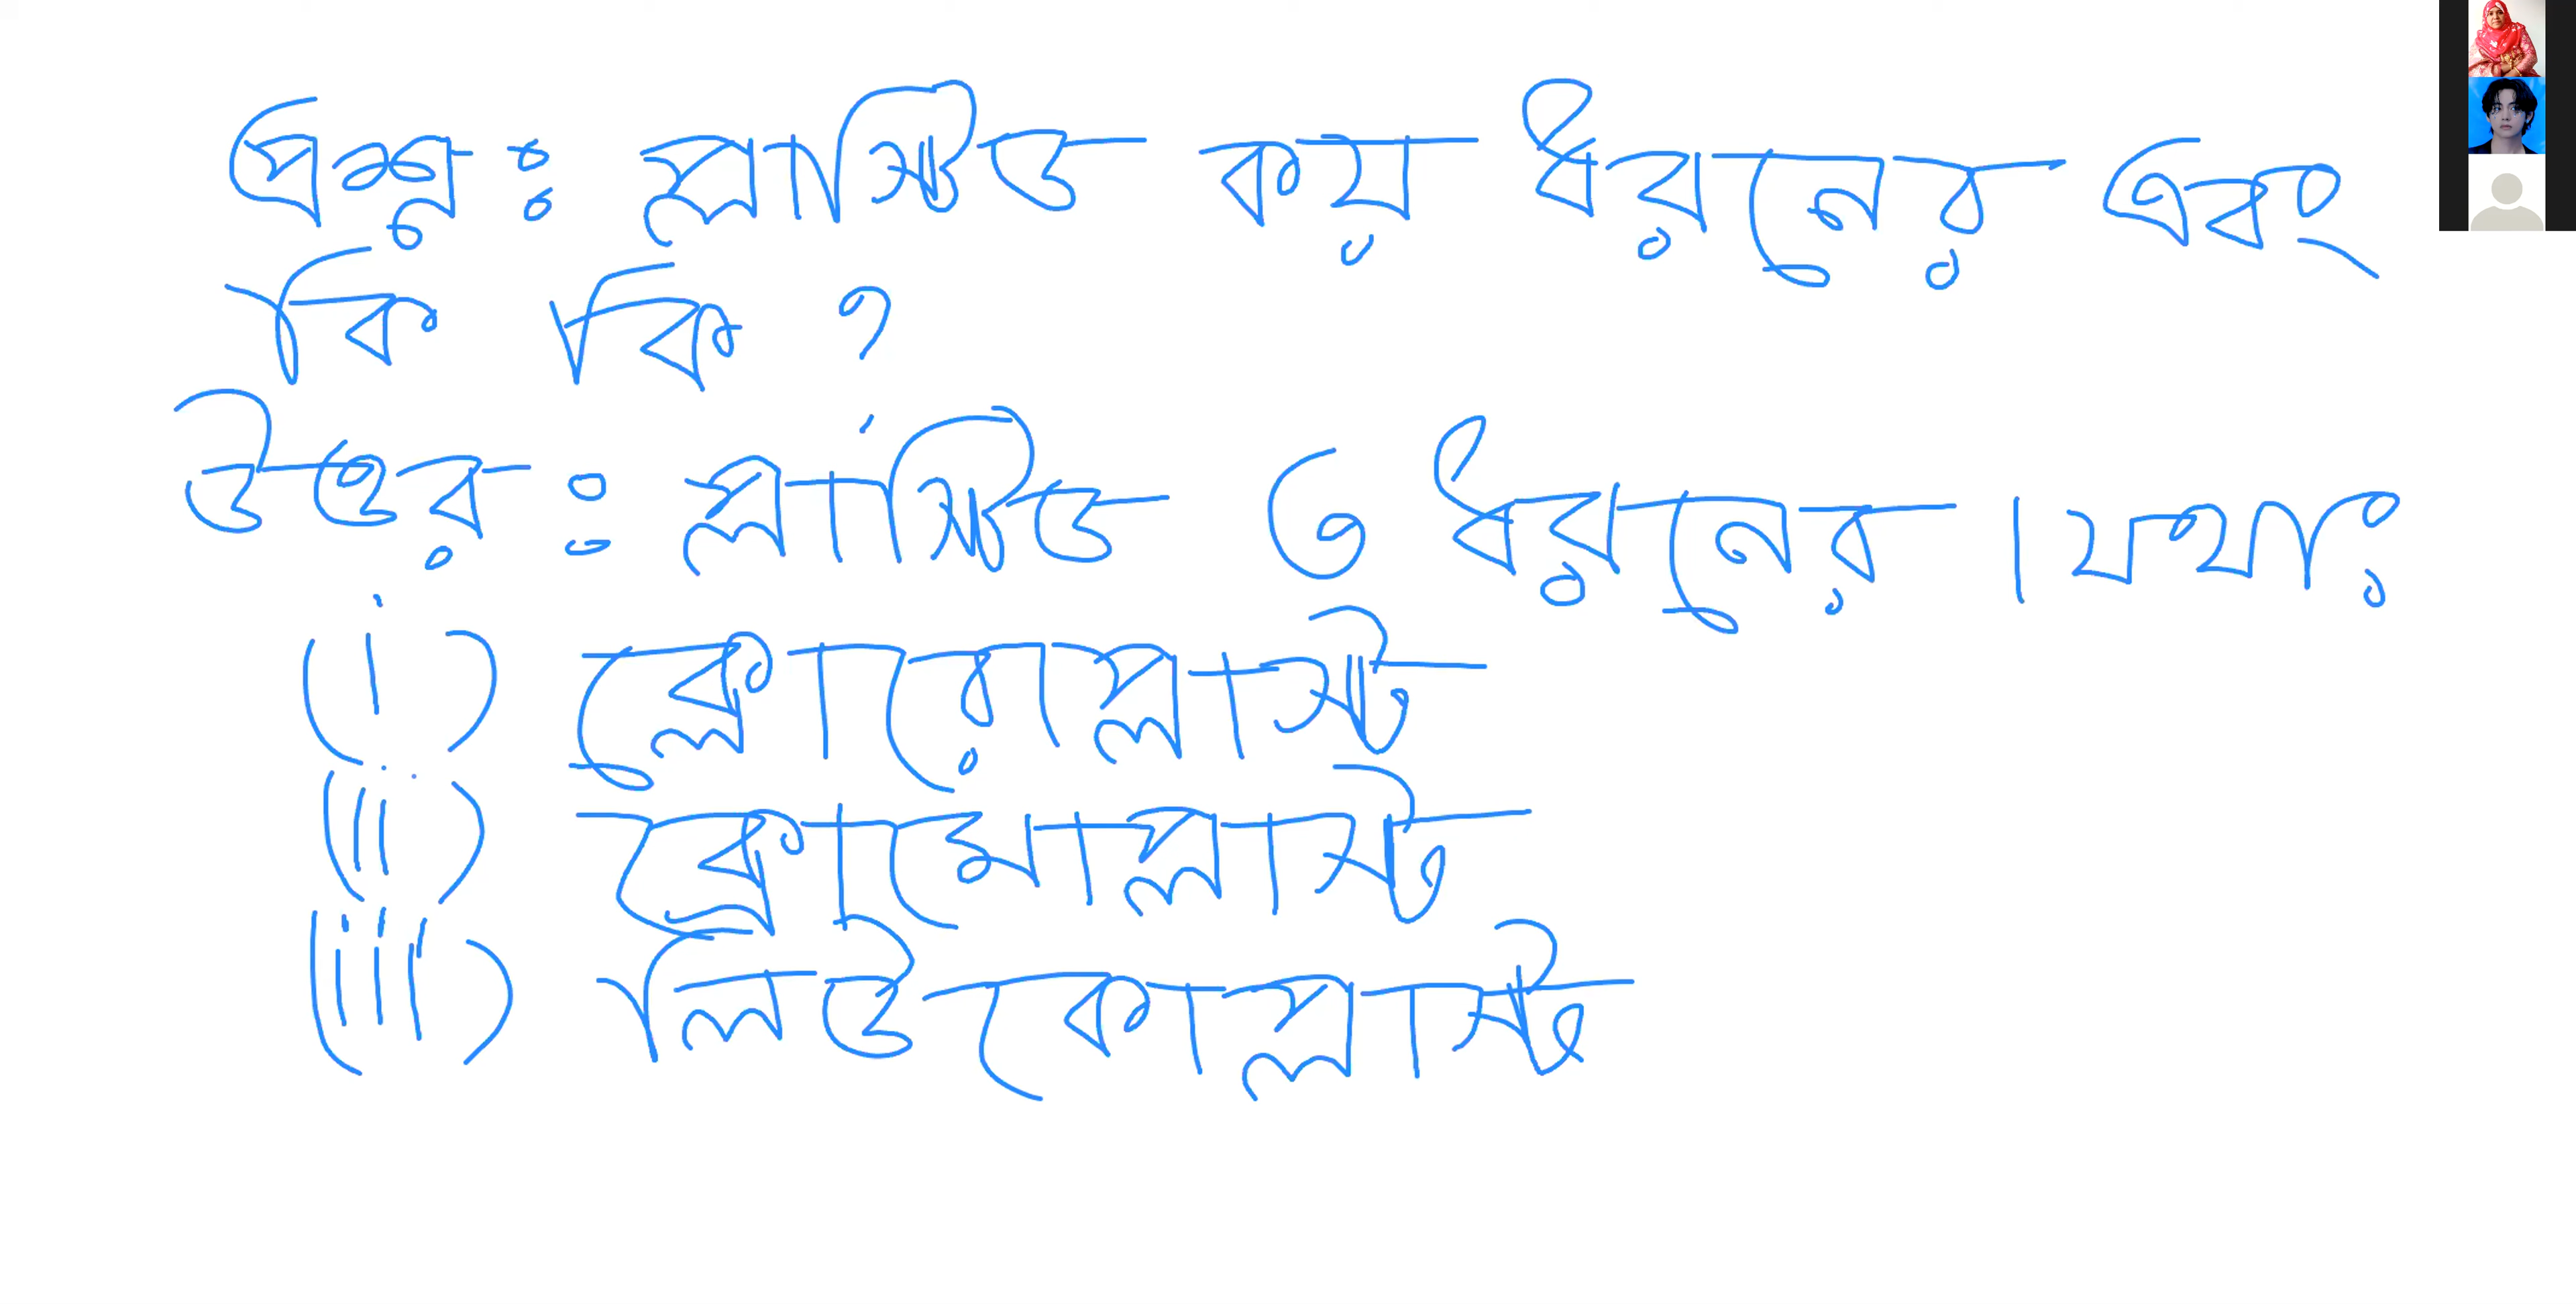 প্রশ্ন: প্লাস্টিড কয় ধরনের এবং
কি কি ?
উত্তর: প্লাস্টিড ৩ ধরনের । যথাঃ
(i) ক্লোরোপ্লাস্ট
(ii) ক্রোমোপ্লাস্ট
(iii) লিউকোপ্লাস্ট